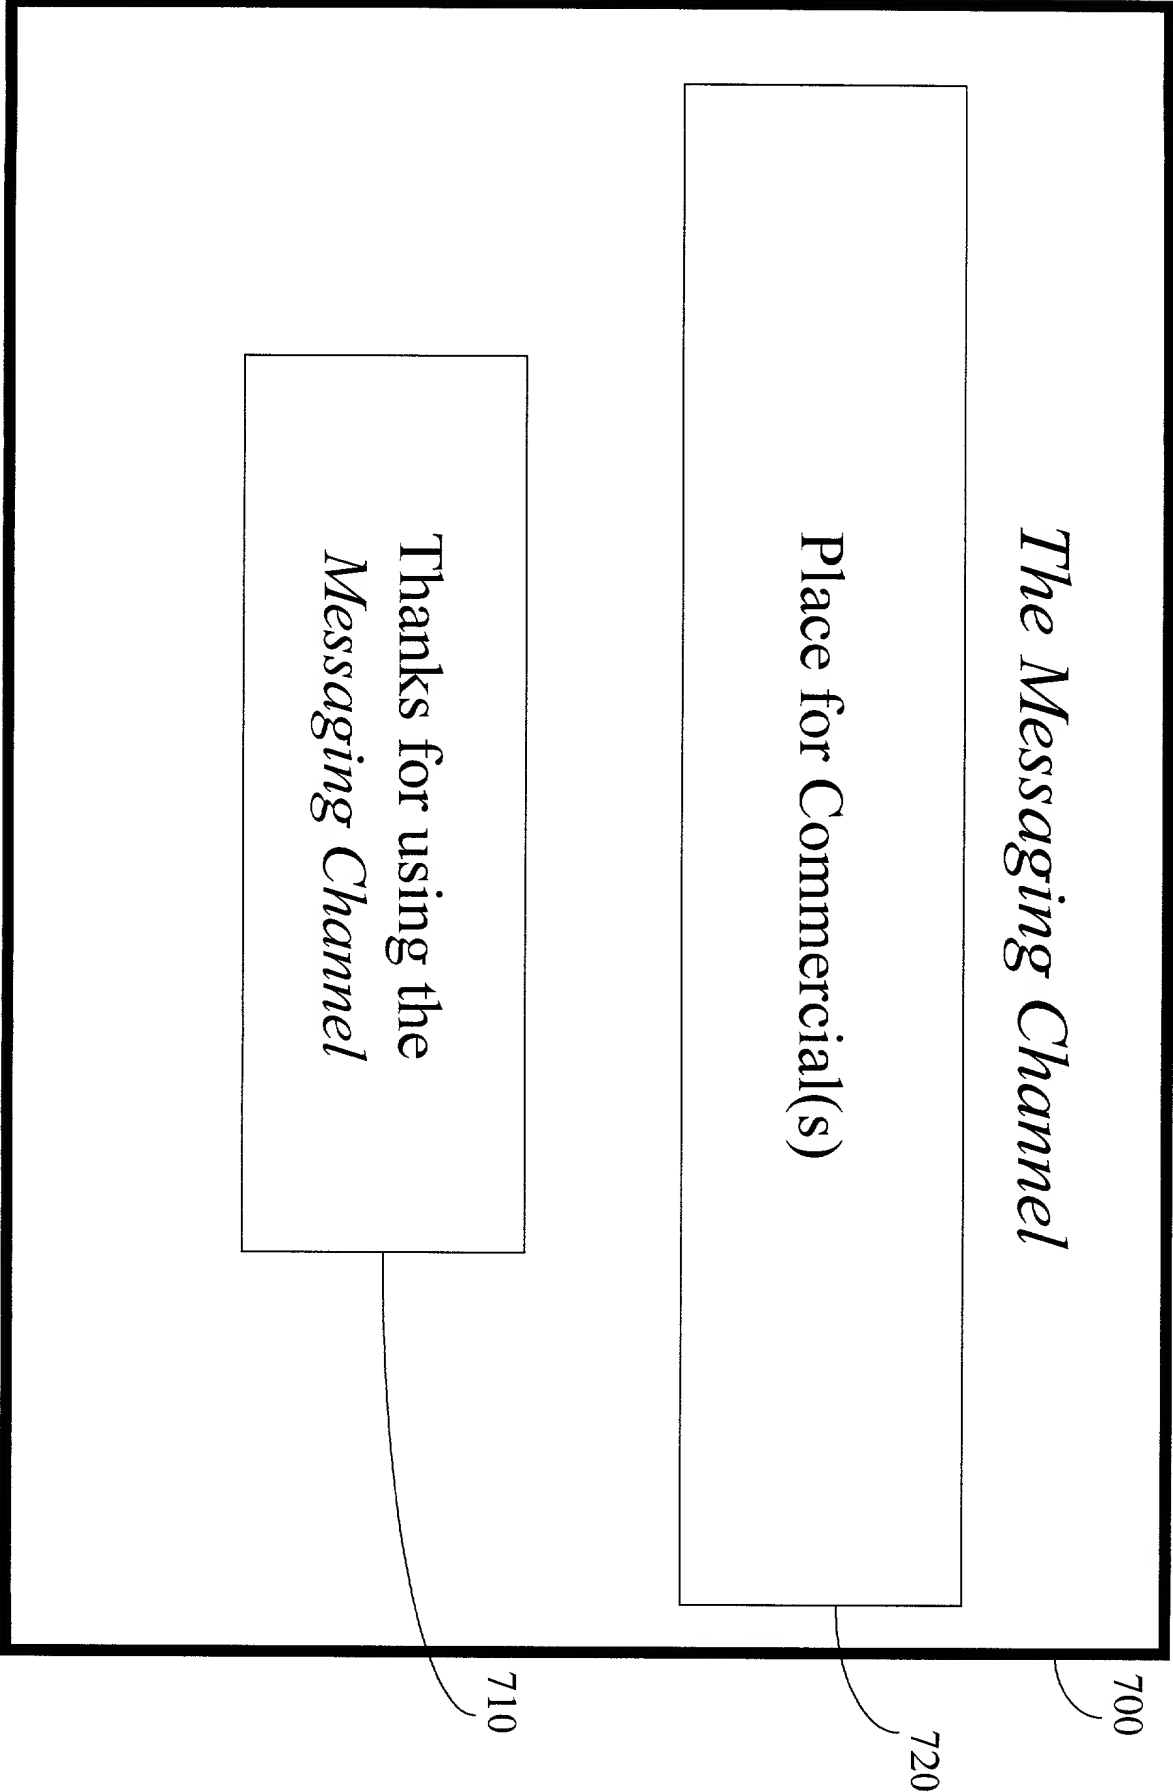 The Messaging Channel
700
Place for Commercial(s)
720
Thanks for using the
Messaging Channel
710